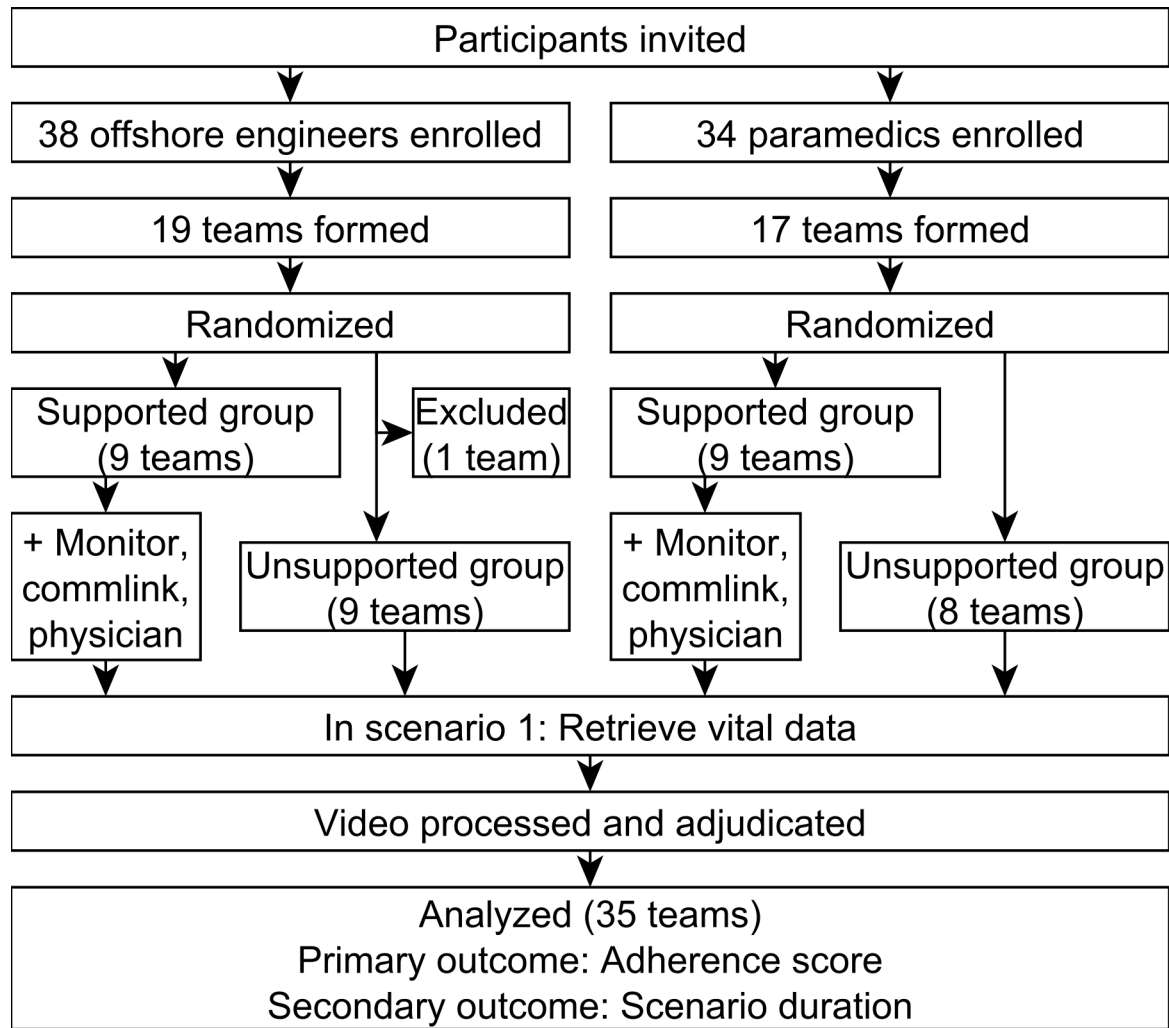 Participants invited
38 offshore engineers enrolled
34 paramedics enrolled
19 teams formed
17 teams formed
Randomized
Randomized
Supported group
(9 teams)
Excluded
(1 team)
Supported group
(9 teams)
+ Monitor,
commlink,
physician
Unsupported group
(9 teams)
+ Monitor,
commlink,
physician
Unsupported group
(8 teams)
In scenario 1: Retrieve vital data
Video processed and adjudicated
Analyzed (35 teams)
Primary outcome: Adherence score
Secondary outcome: Scenario duration